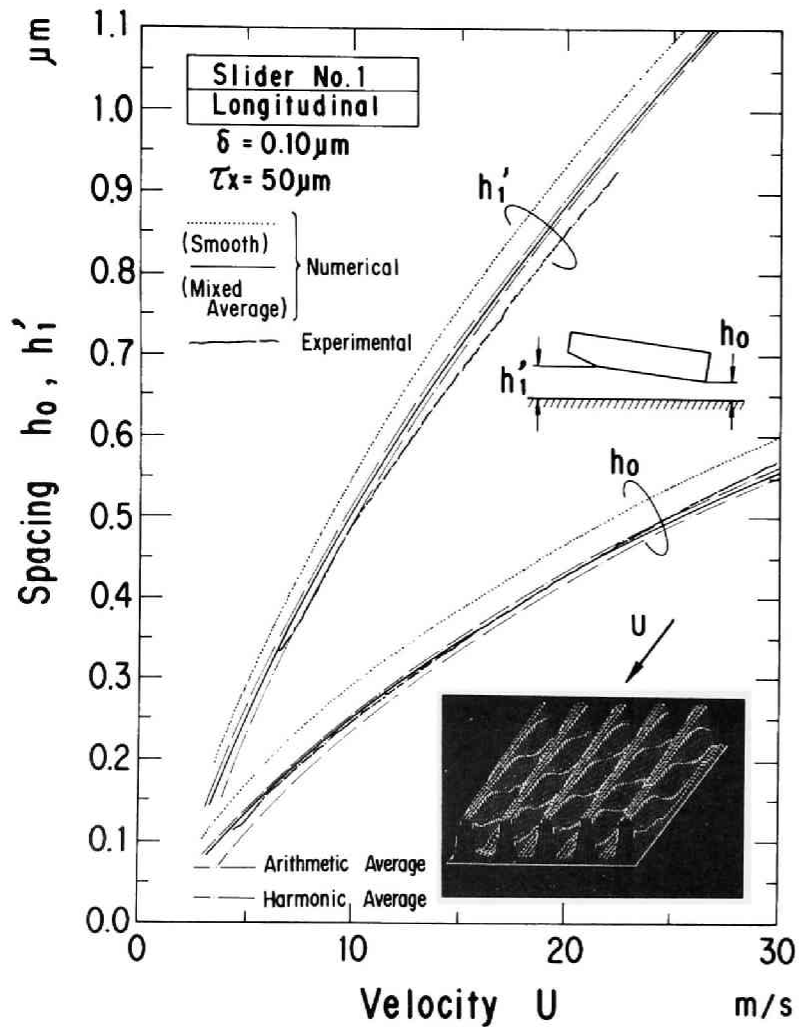 μm
1.1
1.0
0.9
0.8
0.7
0.6
0.5
0.4
0.3
0.2
0.1
0.0
Spacing h₀, h₁'
Slider No.1
Longitudinal
δ = 0.10μm
τx = 50μm
(Smooth)
(Mixed
Average)
Numerical
Experimental
h₁'
h₁'
h₀
h₀
U
Arithmetic Average
Harmonic Average
0 10 20 30
Velocity U m/s